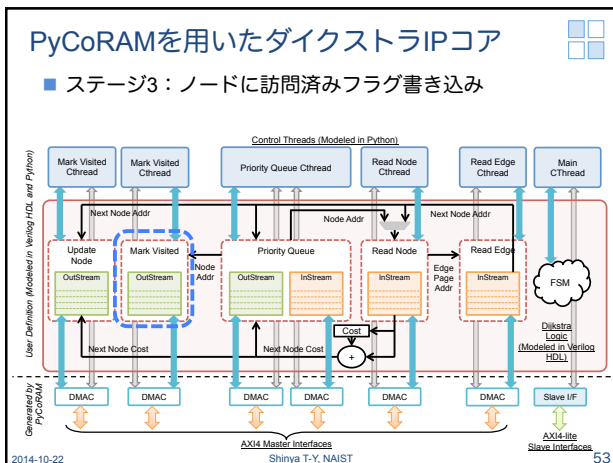 PyCoRAMを用いたダイクストラIPコア
■ ステージ3：ノードに訪問済みフラグ書き込み
Control Threads (Modeled in Python)
Mark Visited
Cthread
Mark Visited
Cthread
Priority Queue Cthread
Read Node
Cthread
Read Edge
Cthread
Main
CThread
User Definition (Modeled in Verilog HDL and Python)
Next Node Addr
Node Addr
Next Node Addr
Update
Node
Mark Visited
Node
Addr
Priority Queue
Read Node
Edge
Page
Addr
Read Edge
OutStream
OutStream
OutStream
InStream
InStream
InStream
FSM
Cost
+
Next Node Cost
Next Node Cost
Dijkstra
Logic
(Modeled in Verilog
HDL)
Generated by
PyCoRAM
DMAC
DMAC
DMAC
DMAC
DMAC
DMAC
Slave I/F
AXI4 Master Interfaces
AXI4-lite
Slave Interfaces
2014-10-22
Shinya T-Y, NAIST
53